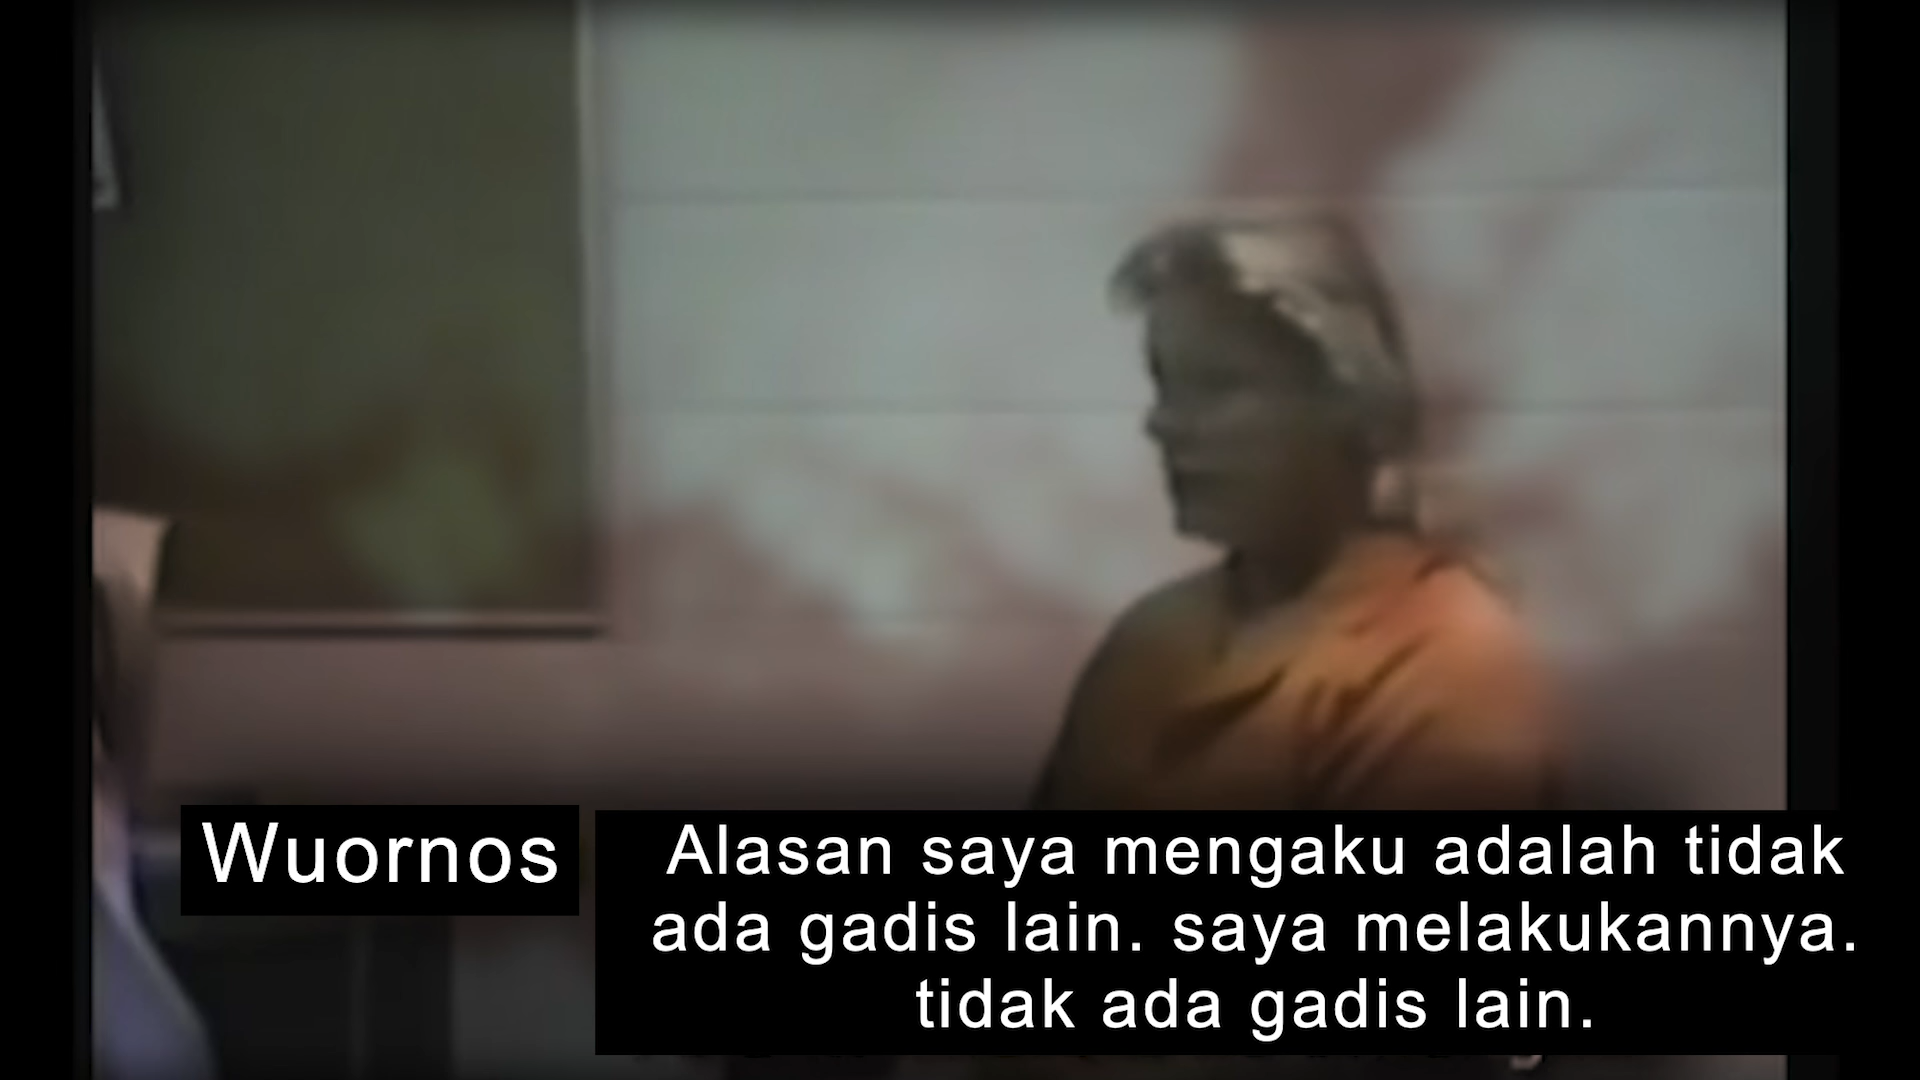 Wuornos
Alasan saya mengaku adalah tidak
ada gadis lain. saya melakukannya.
tidak ada gadis lain.